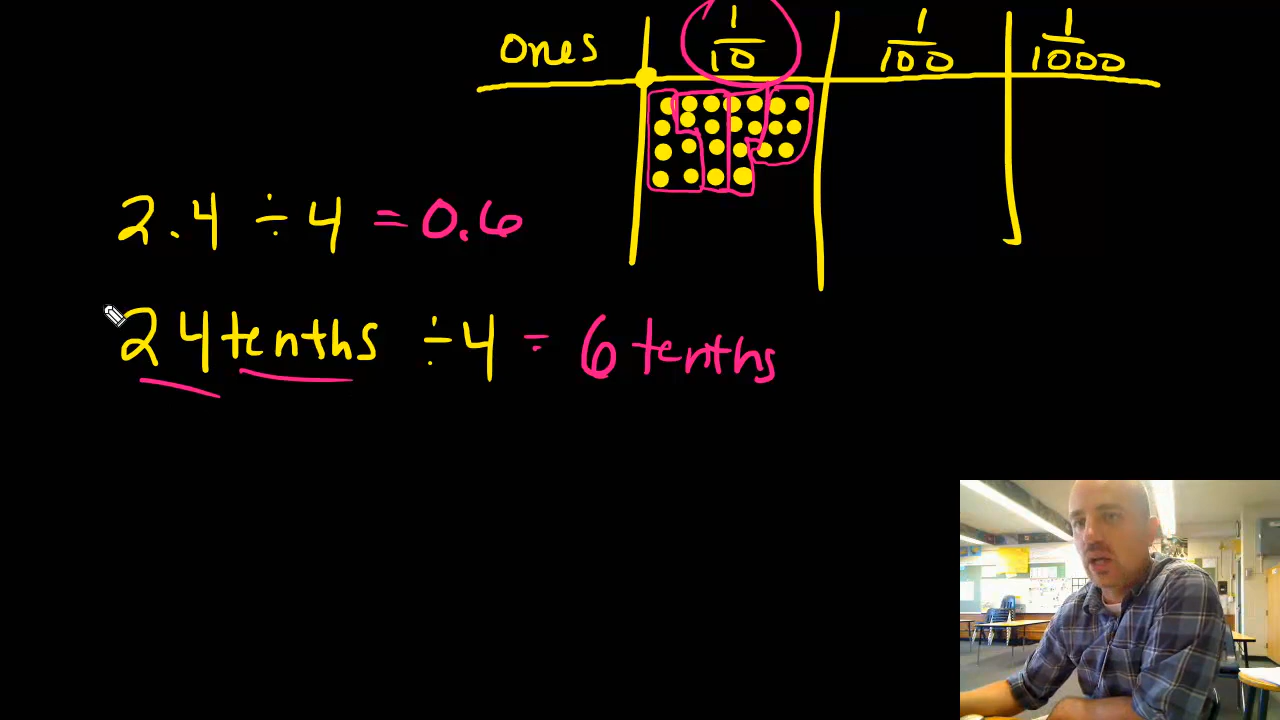 Ones 1/10 1/100 1/1000
2.4 ÷ 4 = 0.6
24 tenths ÷ 4 = 6 tenths